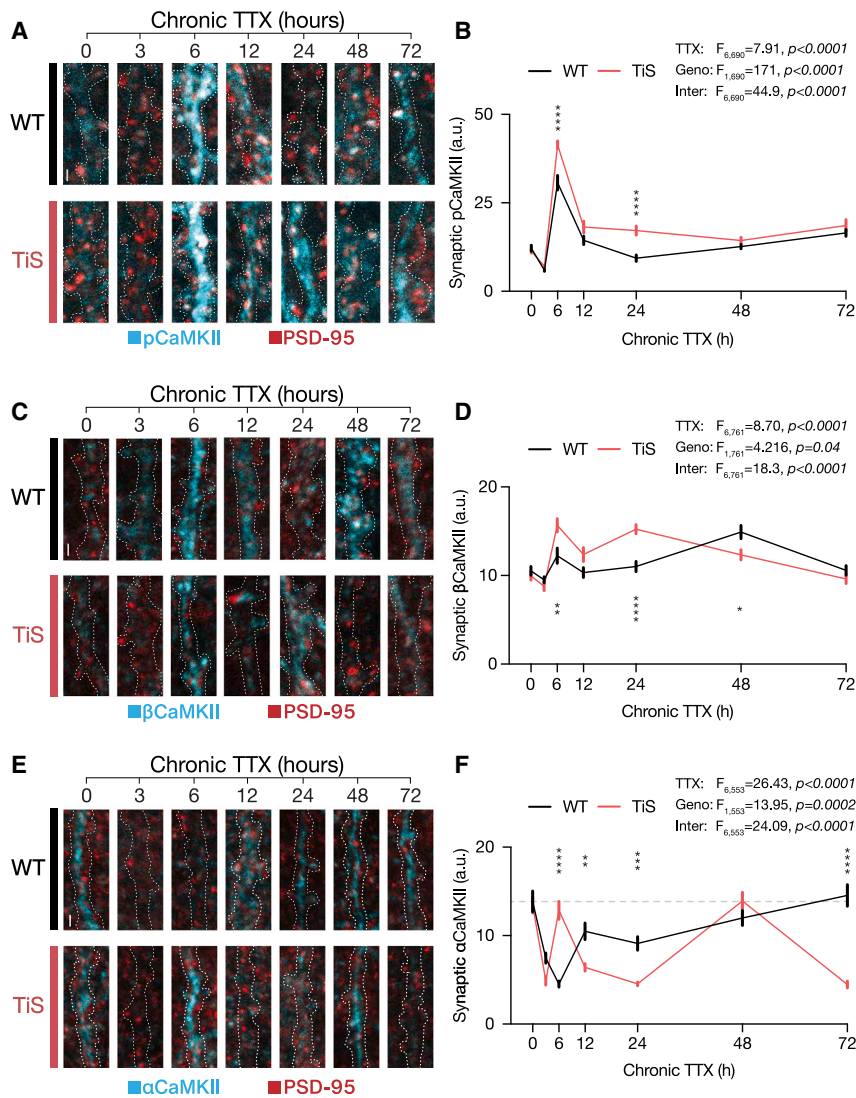 A
Chronic TTX (hours)
0 3 6 12 24 48 72
WT
TiS
■pCaMKII ■PSD-95
B
TTX: F6,690=7.91, p<0.0001
WT TiS Geno: F1,690=171, p<0.0001
Inter: F6,690=44.9, p<0.0001
Synaptic pCaMKII (a.u.)
50
25
0
****
****
0 6 12 24 48 72
Chronic TTX (h)
C
Chronic TTX (hours)
0 3 6 12 24 48 72
WT
TiS
■βCaMKII ■PSD-95
D
TTX: F6,761=8.70, p<0.0001
WT TiS Geno: F1,761=4.216, p=0.04
Inter: F6,761=18.3, p<0.0001
Synaptic βCaMKII (a.u.)
20
10
0
**
****
*
0 6 12 24 48 72
Chronic TTX (h)
E
Chronic TTX (hours)
0 3 6 12 24 48 72
WT
TiS
■αCaMKII ■PSD-95
F
TTX: F6,553=26.43, p<0.0001
WT TiS Geno: F1,553=13.95, p=0.0002
Inter: F6,553=24.09, p<0.0001
Synaptic αCaMKII (a.u.)
20
10
0
****
**
***
****
0 6 12 24 48 72
Chronic TTX (h)